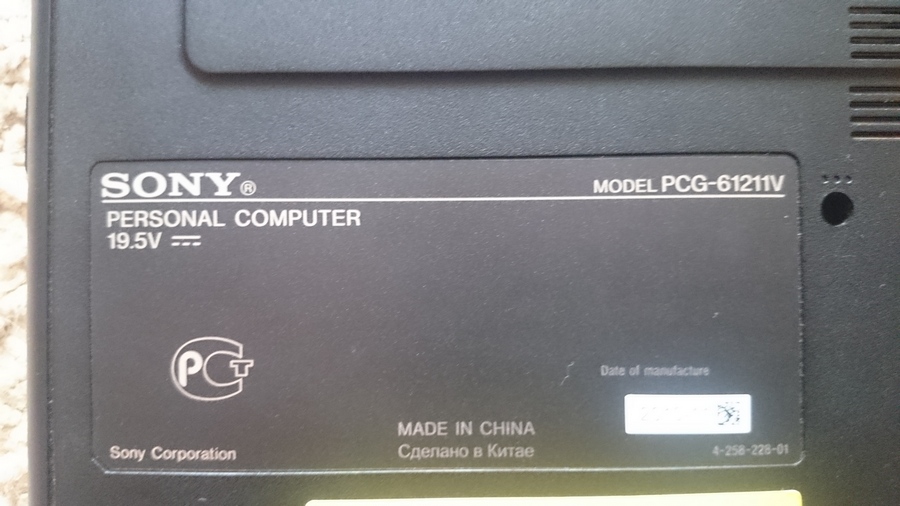 SONY®
MODEL PCG-61211V
PERSONAL COMPUTER
19.5V
PCT
Date of manufacture
MADE IN CHINA
Сделано в Китае
Sony Corporation
4-258-228-01